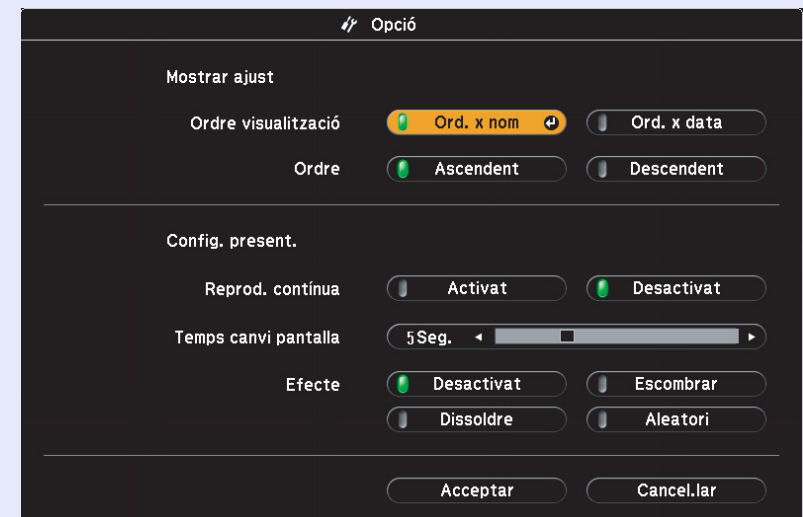 Opció
Mostrar ajust
Ordre visualització Ord. x nom Ord. x data
Ordre Ascendent Descendent
Config. present.
Reprod. contínua Activat Desactivat
Temps canvi pantalla 5Seg.
Efecte Desactivat Escombrar
Dissoldre Aleatori
Acceptar Cancel.lar